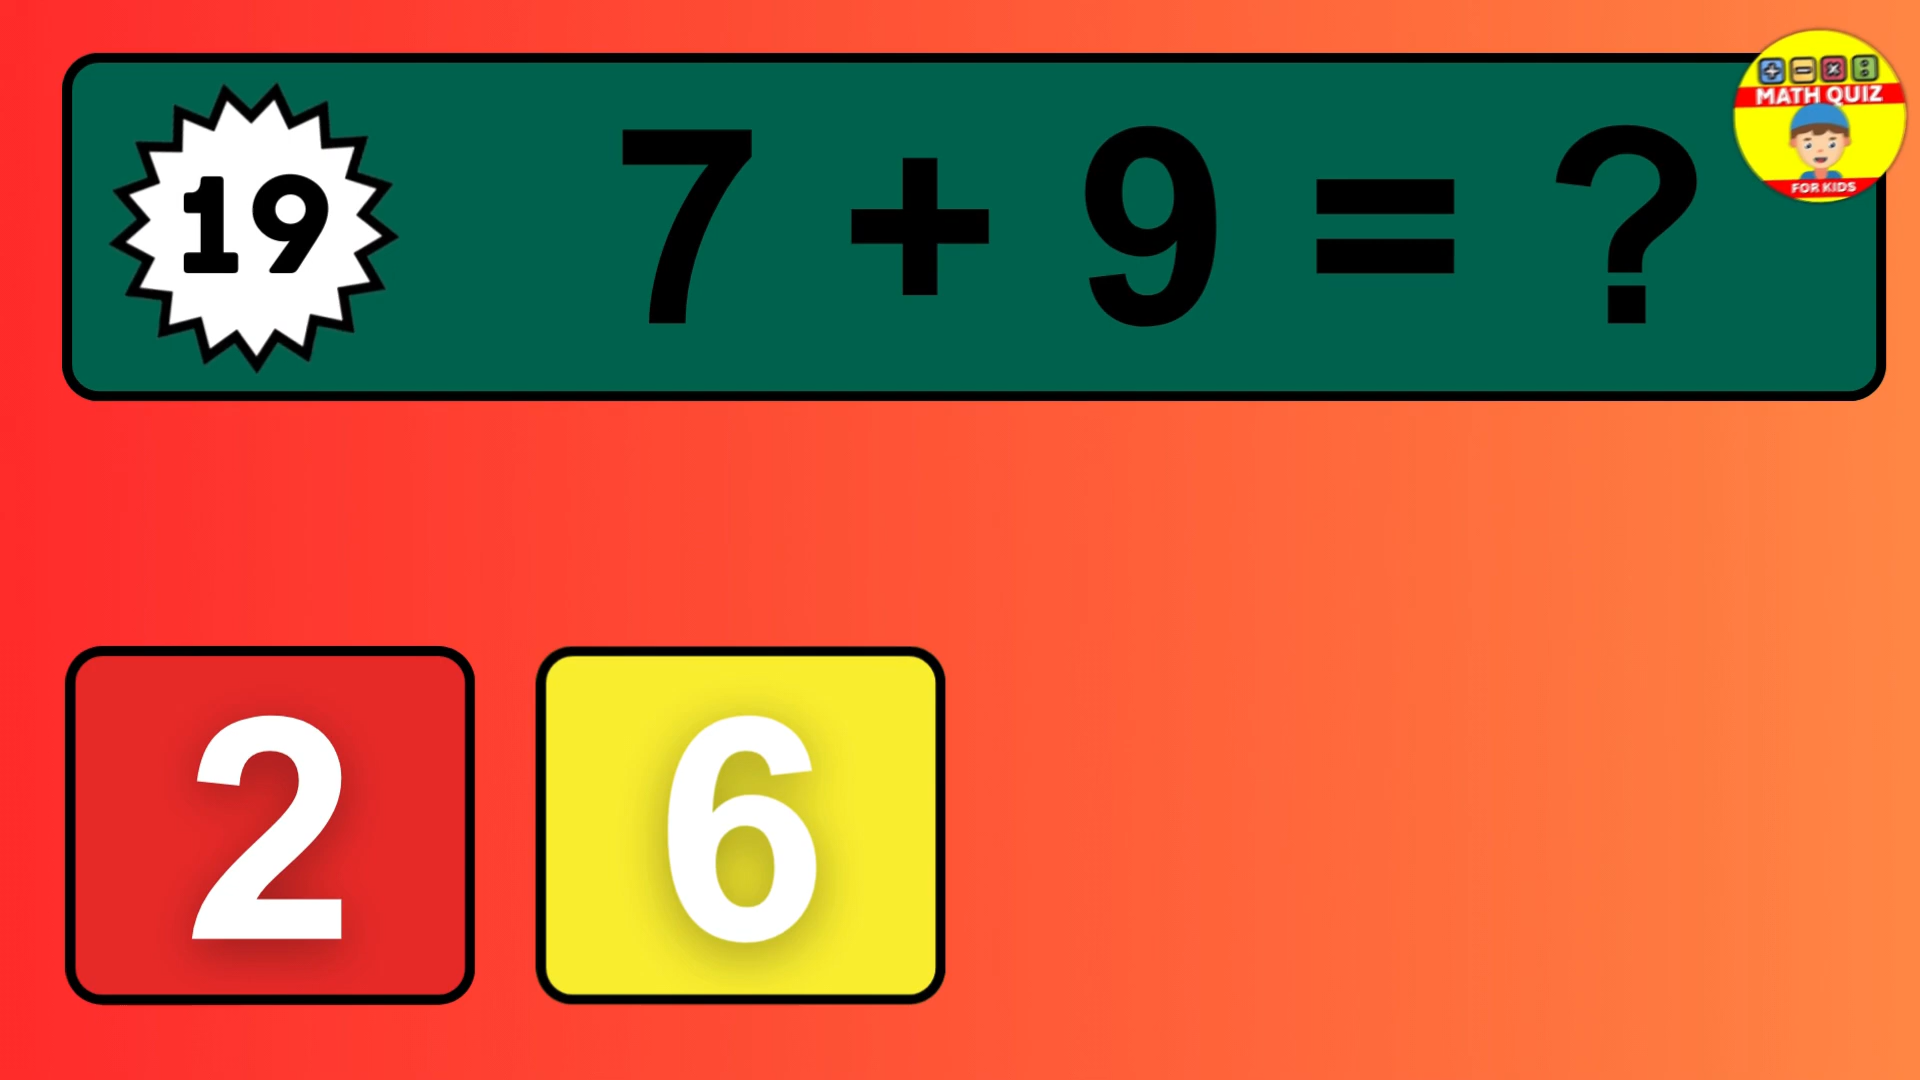 19
7 + 9 = ?
+ - × ÷
MATH QUIZ
FOR KIDS
2
6